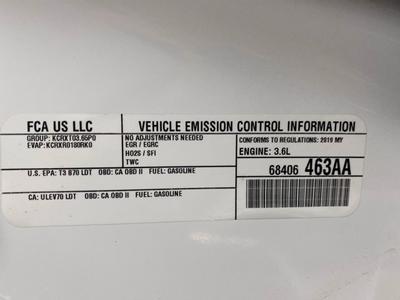 FCA US LLC
VEHICLE EMISSION CONTROL INFORMATION
GROUP: KCRXT03.65P0
EVAP: KCRXR0180RK0
NO ADJUSTMENTS NEEDED
EGR / EGRC
HO2S / SFI
TWC
CONFORMS TO REGULATIONS: 2019 MY
ENGINE: 3.6L
U.S. EPA: T3 B70 LDT OBD: CA OBD II FUEL: GASOLINE
CA: ULEV70 LDT OBD: CA OBD II FUEL: GASOLINE
68406 463AA